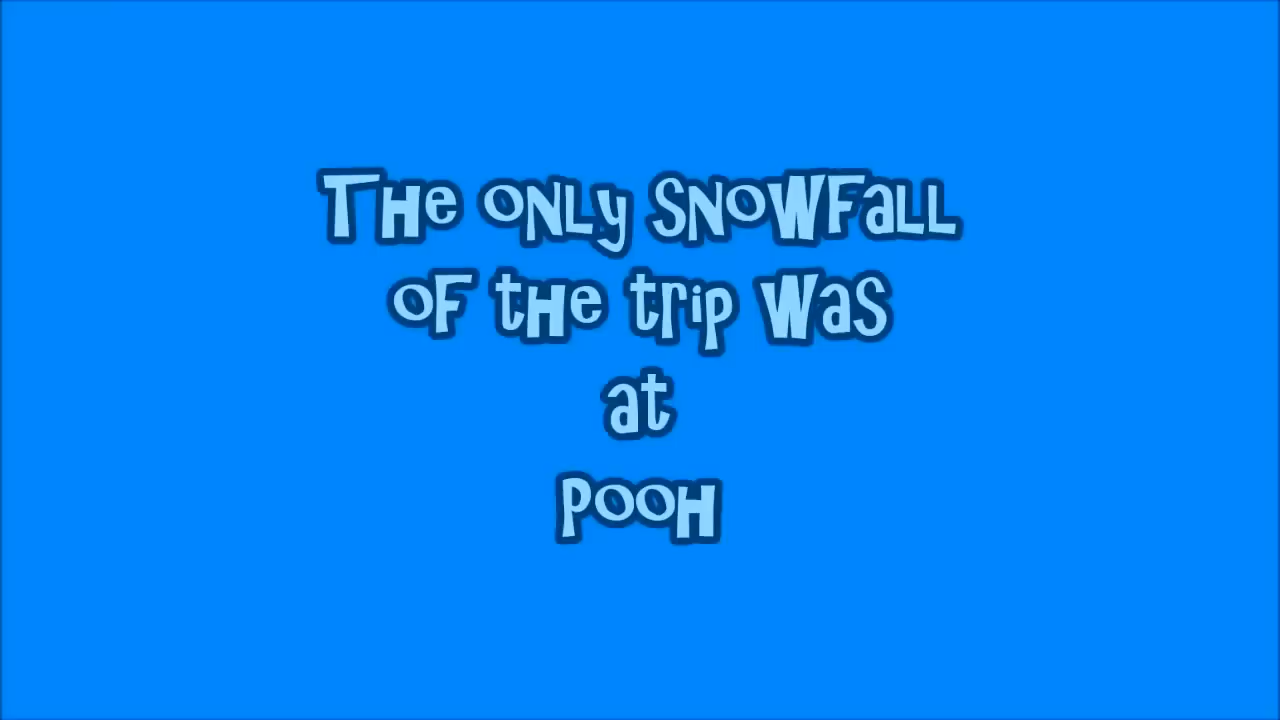 The only snowfall
of the trip was
at
Pooh